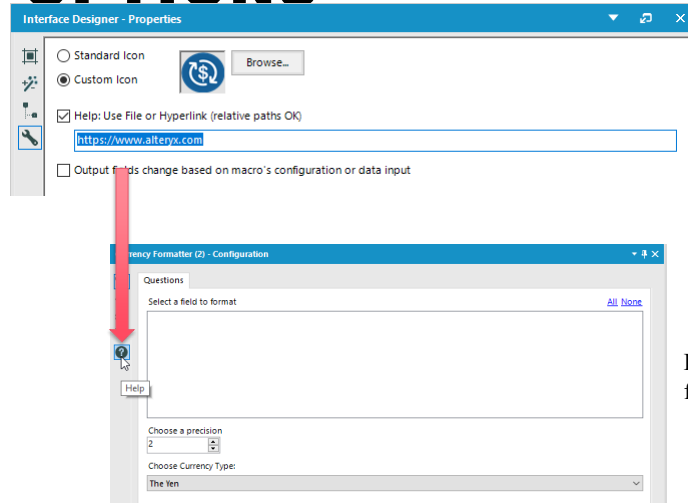 OPTIONS
Interface Designer - Properties
Standard Icon
Custom Icon
Browse...
Help: Use File or Hyperlink (relative paths OK)
https://www.alteryx.com
Output fields change based on macro's configuration or data input
Formatter (2) - Configuration
Questions
Select a field to format
All None
Help
Choose a precision
2
Choose Currency Type:
The Yen